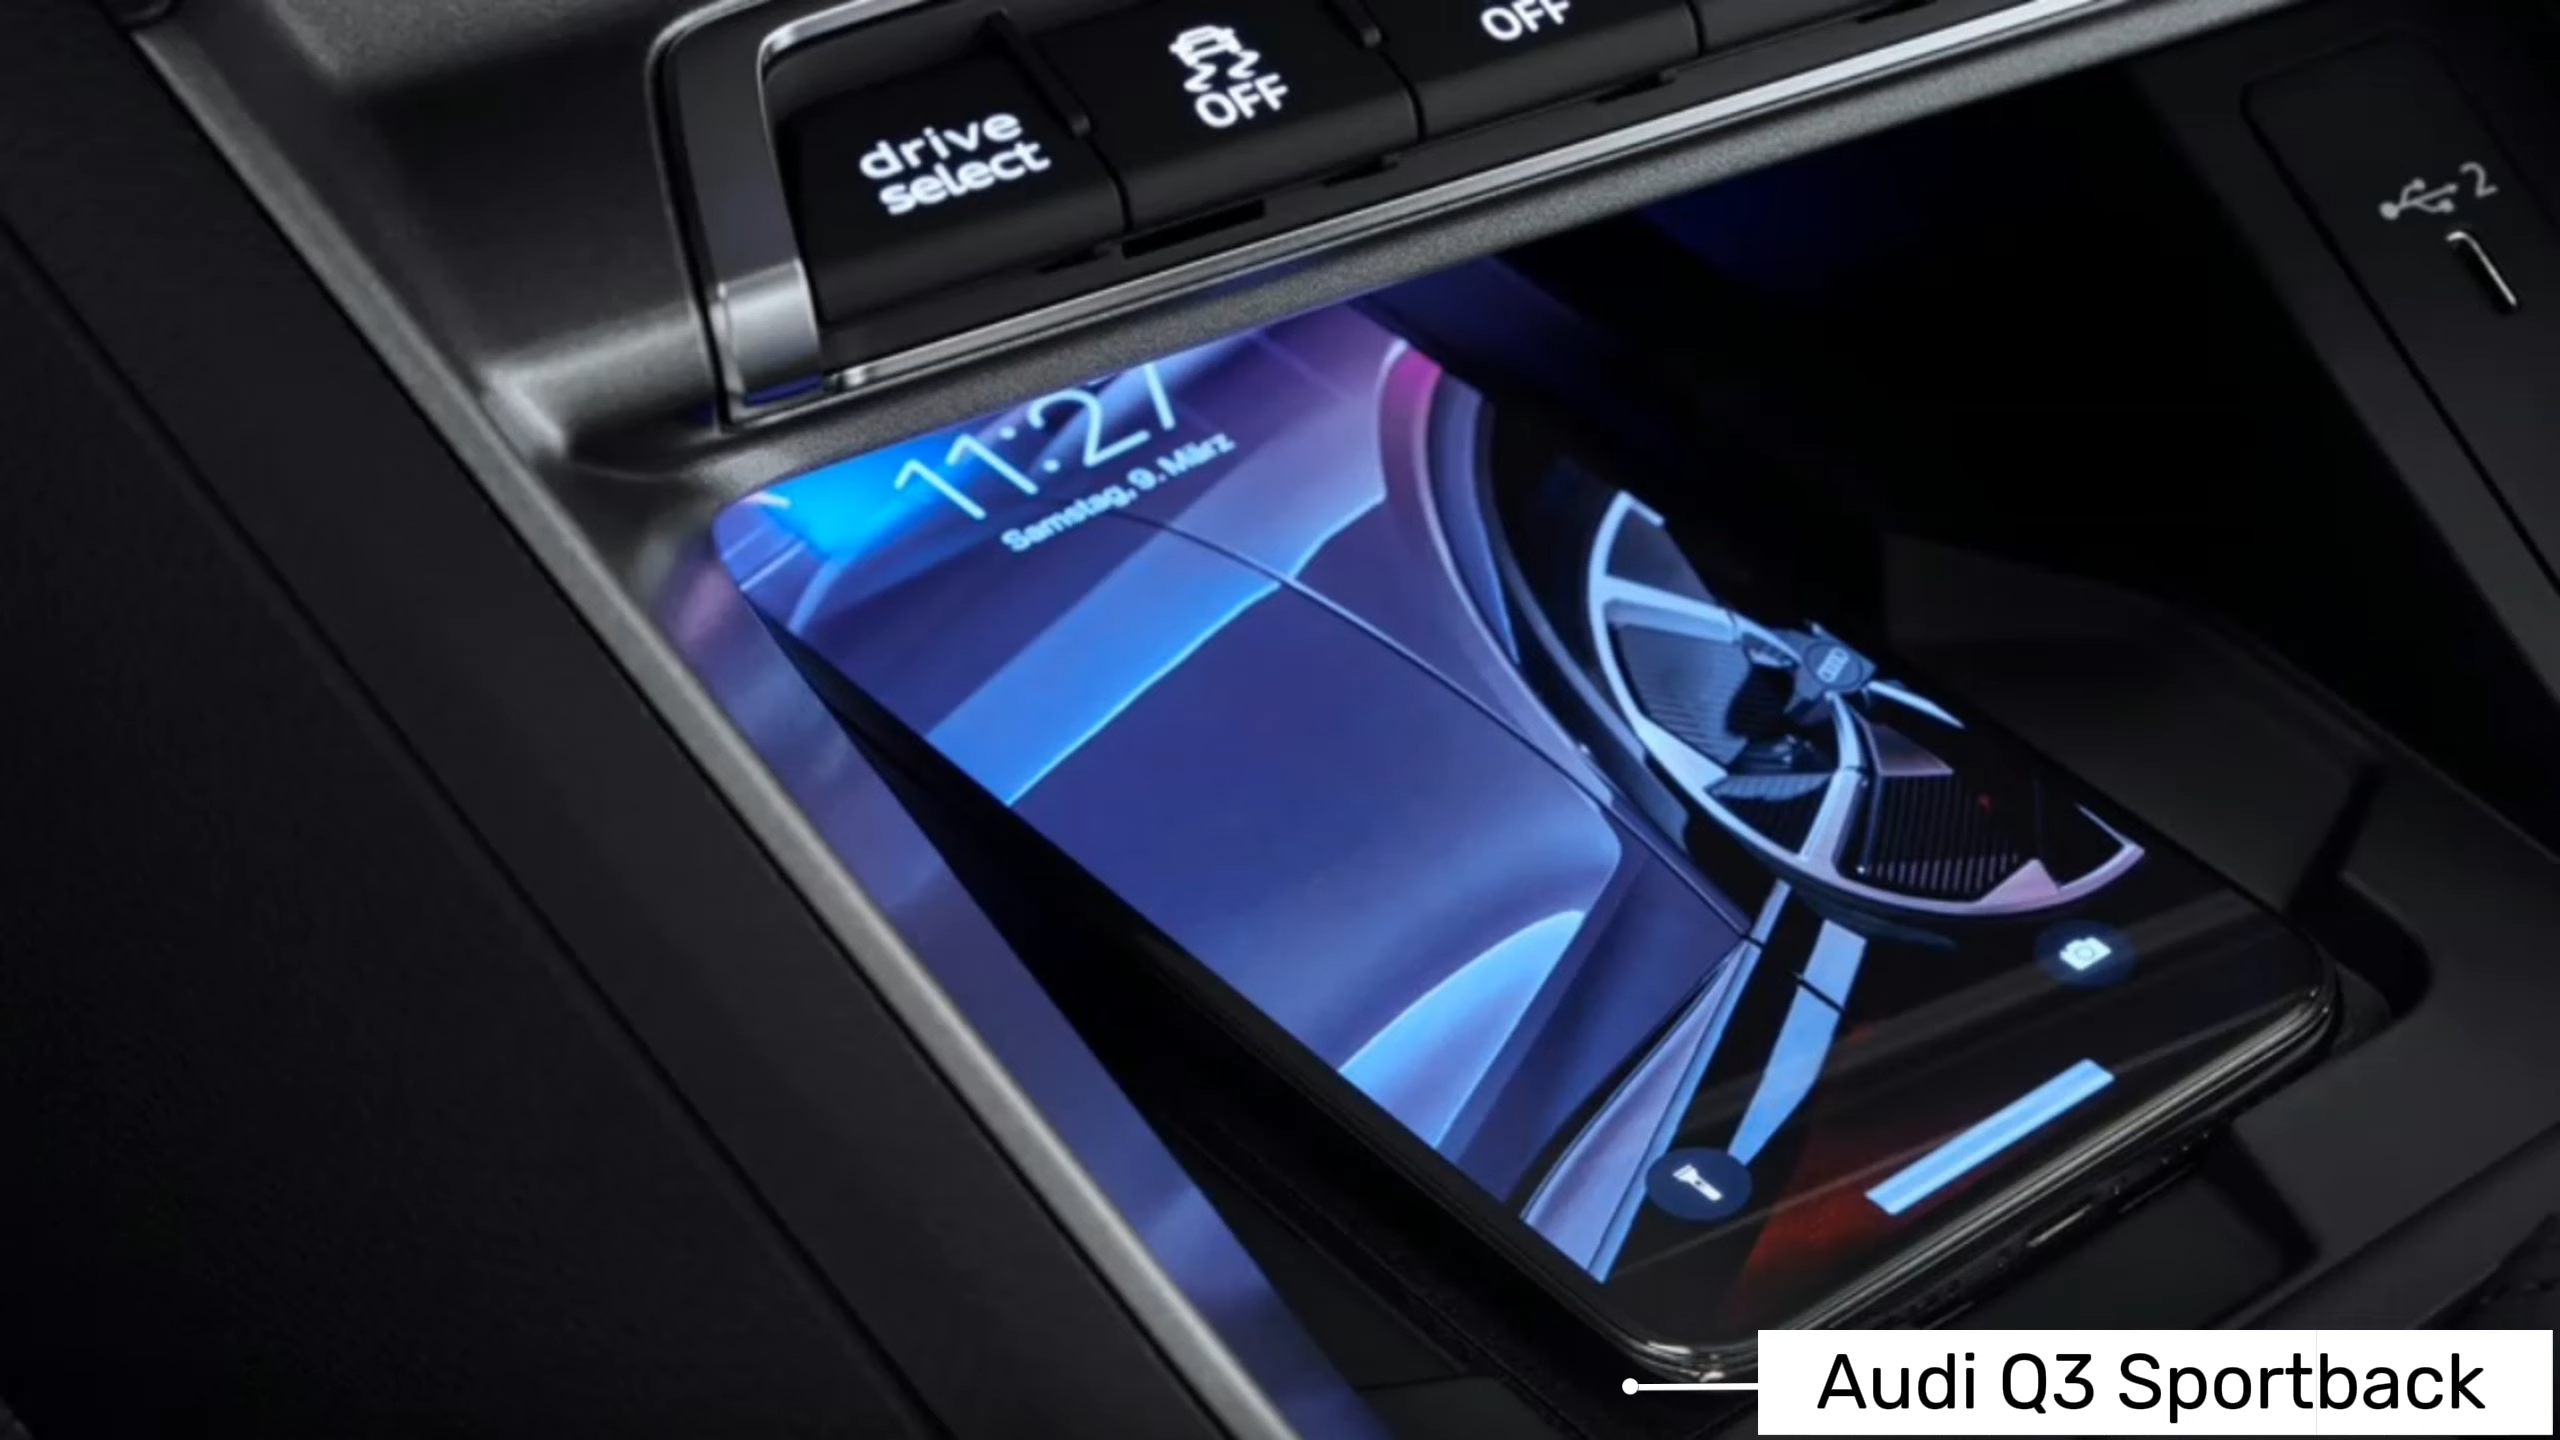 OFF
OFF
drive
select
2
11:27
Samstag, 9. März
Audi Q3 Sportback